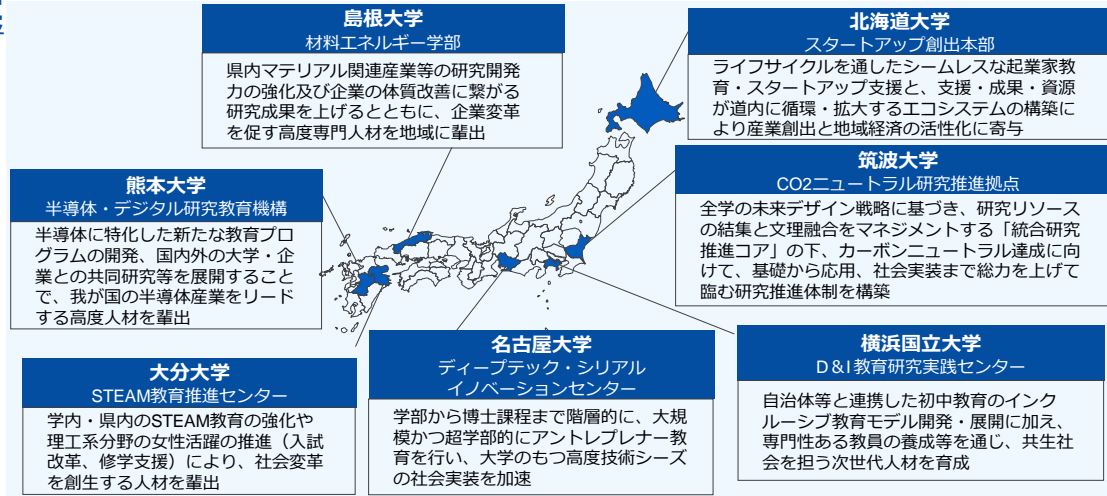 島根大学
材料エネルギー学部
県内マテリアル関連産業等の研究開発
力の強化及び企業の体質改善に繋がる
研究成果を上げるとともに、企業変革
を促す高度専門人材を地域に輩出
北海道大学
スタートアップ創出本部
ライフサイクルを通したシームレスな起業家教
育・スタートアップ支援と、支援・成果・資源
が道内に循環・拡大するエコシステムの構築に
より産業創出と地域経済の活性化に寄与
熊本大学
半導体・デジタル研究教育機構
半導体に特化した新たな教育プロ
グラムの開発、国内外の大学・企
業との共同研究等を展開すること
で、我が国の半導体産業をリード
する高度人材を輩出
筑波大学
CO2ニュートラル研究推進拠点
全学の未来デザイン戦略に基づき、研究リソース
の結集と文理融合をマネジメントする「統合研究
推進コア」の下、カーボンニュートラル達成に向
けて、基礎から応用、社会実装まで総力を上げて
臨む研究推進体制を構築
大分大学
STEAM教育推進センター
学内・県内のSTEAM教育の強化や
理工系分野の女性活躍の推進（入試
改革、修学支援）により、社会変革
を創生する人材を輩出
名古屋大学
ディープテック・シリアル
イノベーションセンター
学部から博士課程まで階層的に、大規
模かつ超学部的にアントレプレナー教
育を行い、大学のもつ高度技術シーズ
の社会実装を加速
横浜国立大学
D&I教育研究実践センター
自治体等と連携した初中教育のインク
ルーシブ教育モデル開発・展開に加え、
専門性ある教員の養成等を通じ、共生社
会を担う次世代人材を育成